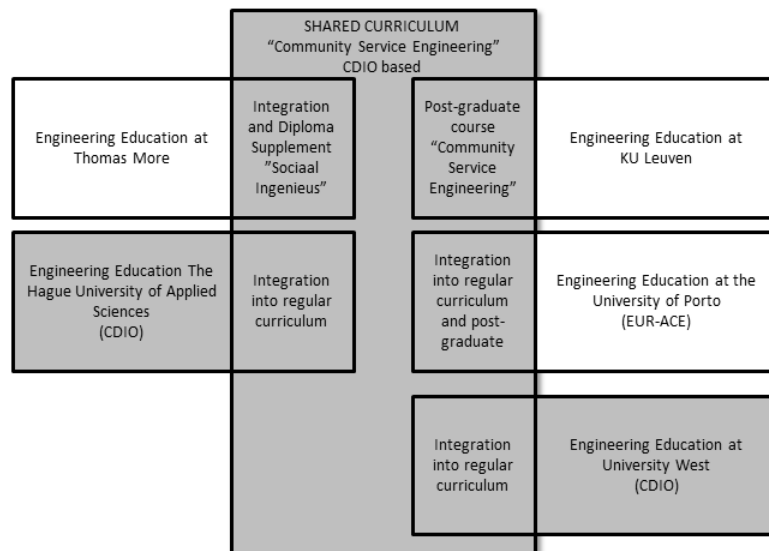 SHARED CURRICULUM
“Community Service Engineering”
CDIO based
Engineering Education at
Thomas More
Integration
and Diploma
Supplement
”Sociaal
Ingenieus”
Post-graduate
course
“Community
Service
Engineering”
Engineering Education at
KU Leuven
Engineering Education The
Hague University of Applied
Sciences
(CDIO)
Integration
into regular
curriculum
Integration
into regular
curriculum
and post-
graduate
Engineering Education at the
University of Porto
(EUR-ACE)
Integration
into regular
curriculum
Engineering Education at
University West
(CDIO)